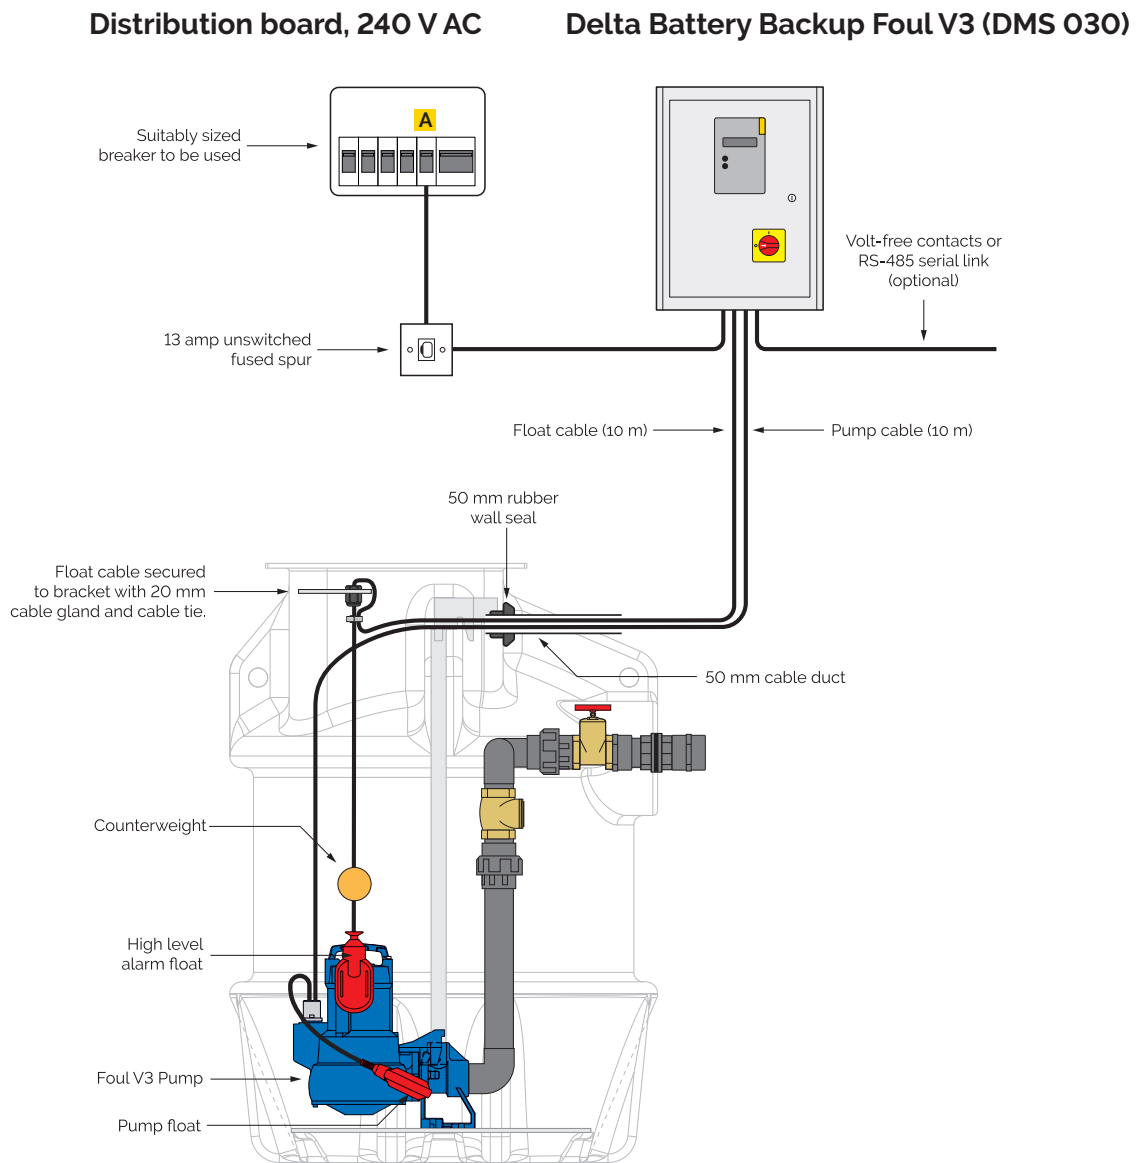 Distribution board, 240 V AC
Delta Battery Backup Foul V3 (DMS 030)
A
Suitably sized
breaker to be used
Volt-free contacts or
RS-485 serial link
(optional)
13 amp unswitched
fused spur
Float cable (10 m)
Pump cable (10 m)
50 mm rubber
wall seal
Float cable secured
to bracket with 20 mm
cable gland and cable tie.
50 mm cable duct
Counterweight
High level
alarm float
Foul V3 Pump
Pump float